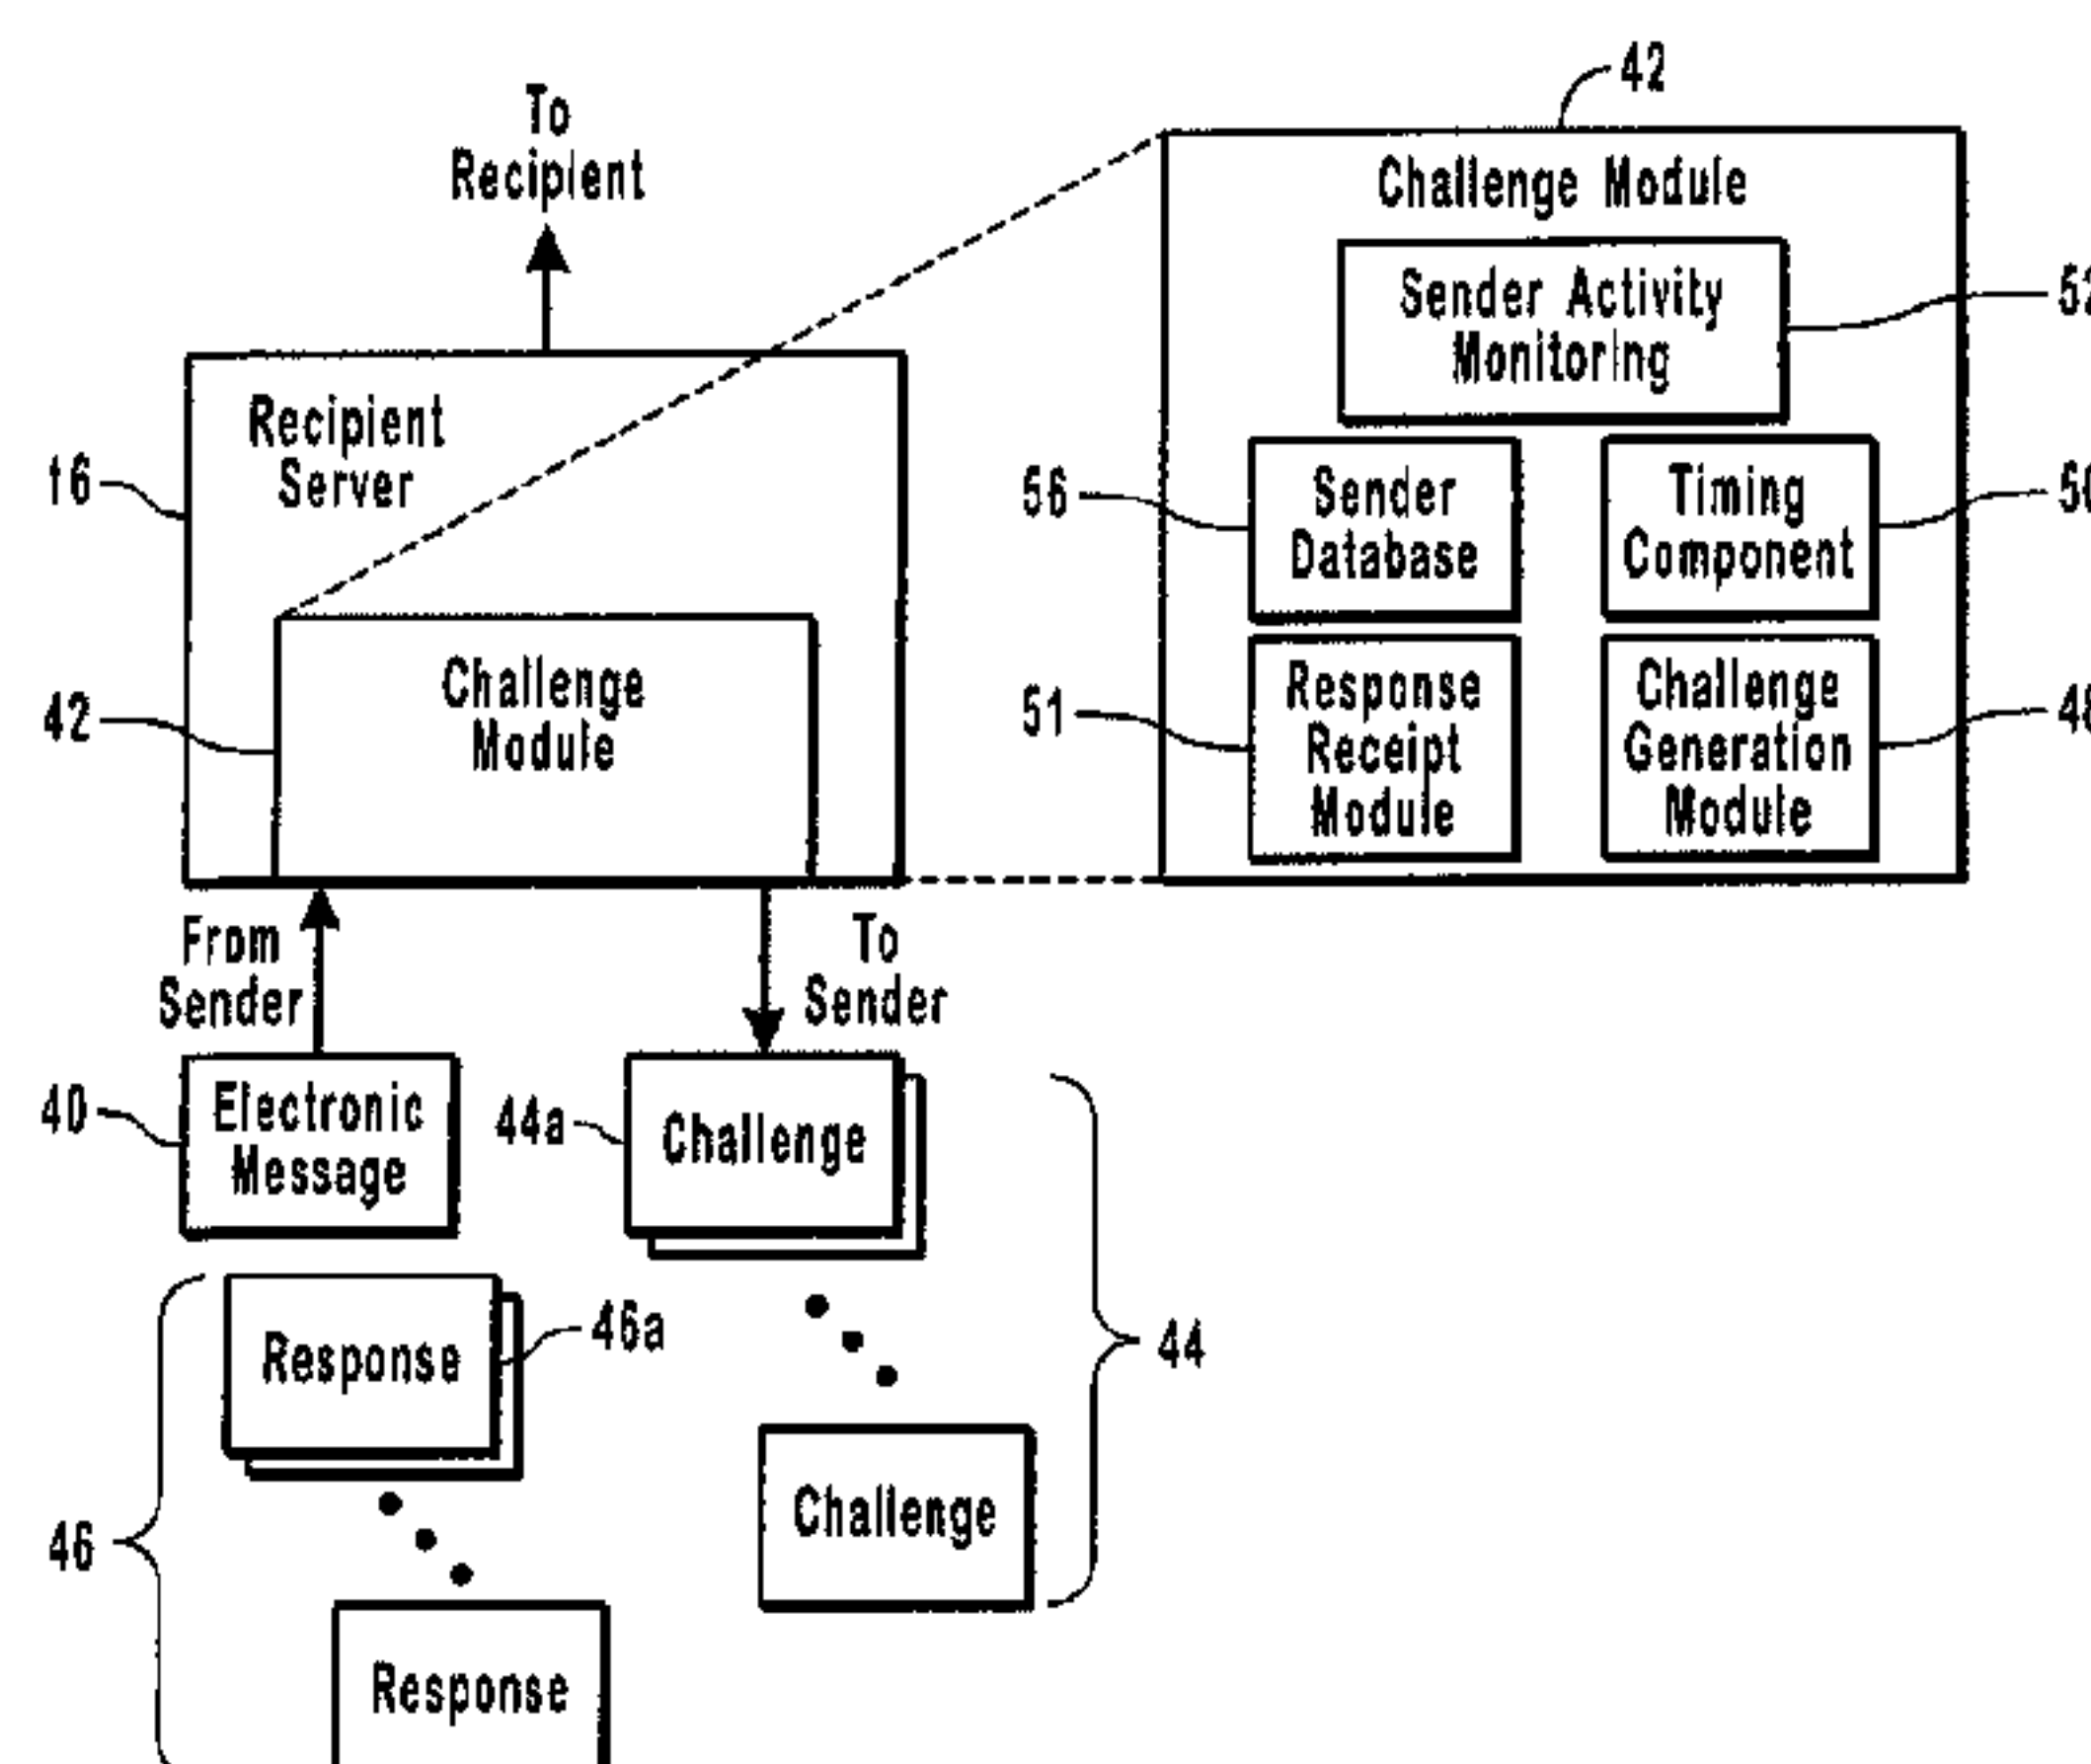 42
To
Recipient
Challenge Module
Sender Activity
Monitoring
Recipient
Server
16
56
Sender
Database
Timing
Component
50
51
Response
Receipt
Module
Challenge
Generation
Module
42
Challenge
Module
From
Sender
To
Sender
40
Electronic
Message
44a
Challenge
Response
46a
44
46
Challenge
Response